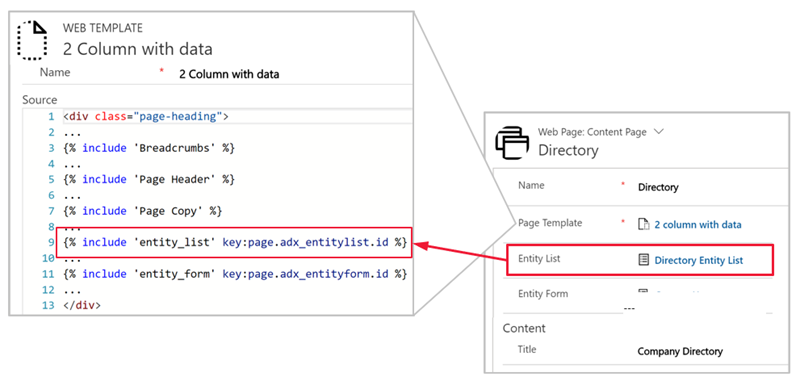 WEB TEMPLATE
2 Column with data
Name * 2 Column with data
Source
1 <div class="page-heading">
2 ...
3 {% include 'Breadcrumbs' %}
4 ...
5 {% include 'Page Header' %}
6 ...
7 {% include 'Page Copy' %}
8 ...
9 {% include 'entity_list' key:page.adx_entitylist.id %}
10 ...
11 {% include 'entity_form' key:page.adx_entityform.id %}
12 ...
13 </div>
Web Page: Content Page
Directory
Name * Directory
Page Template * 2 column with data
Entity List Directory Entity List
Entity Form
---
Content
Title Company Directory